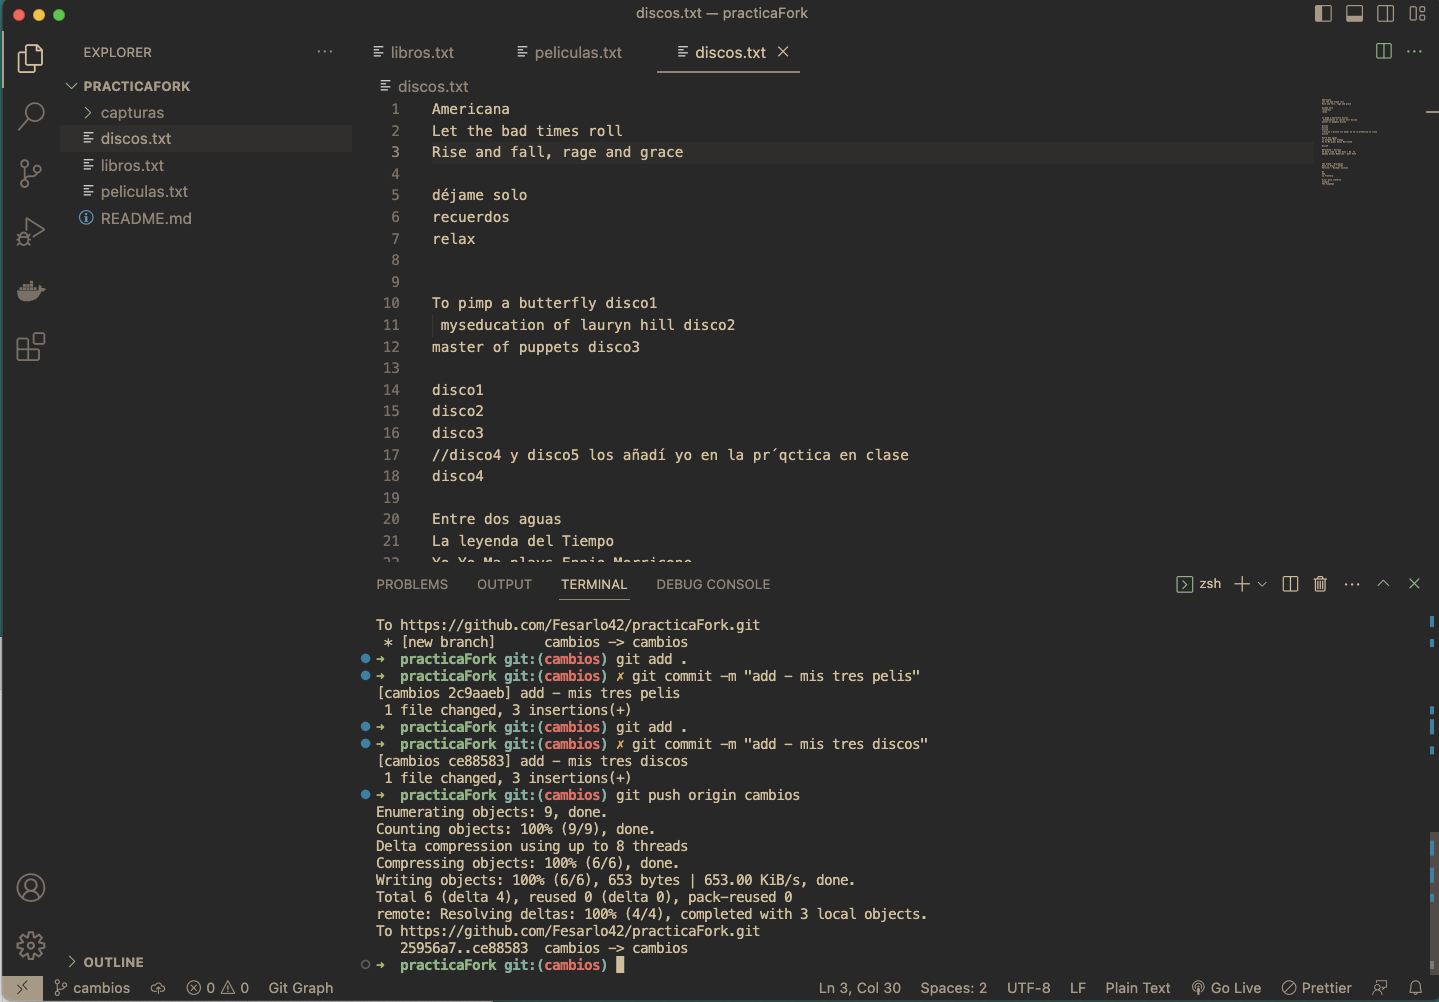 discos.txt — practicaFork
EXPLORER
PRACTICAFORK
capturas
discos.txt
libros.txt
peliculas.txt
README.md
OUTLINE
libros.txt
peliculas.txt
discos.txt
discos.txt
1 Americana
2 Let the bad times roll
3 Rise and fall, rage and grace
4
5 déjame solo
6 recuerdos
7 relax
8
9
10 To pimp a butterfly disco1
11 myseducation of lauryn hill disco2
12 master of puppets disco3
13
14 disco1
15 disco2
16 disco3
17 //disco4 y disco5 los añadí yo en la pr´qctica en clase
18 disco4
19
20 Entre dos aguas
21 La leyenda del Tiempo
22 Yo-Yo Ma plays Ennio Morricone
PROBLEMS OUTPUT TERMINAL DEBUG CONSOLE
zsh
To https://github.com/Fesarlo42/practicaFork.git
* [new branch] cambios -> cambios
➜ practicaFork git:(cambios) git add .
➜ practicaFork git:(cambios) ✗ git commit -m "add - mis tres pelis"
[cambios 2c9aaeb] add - mis tres pelis
1 file changed, 3 insertions(+)
➜ practicaFork git:(cambios) git add .
➜ practicaFork git:(cambios) ✗ git commit -m "add - mis tres discos"
[cambios ce88583] add - mis tres discos
1 file changed, 3 insertions(+)
➜ practicaFork git:(cambios) git push origin cambios
Enumerating objects: 9, done.
Counting objects: 100% (9/9), done.
Delta compression using up to 8 threads
Compressing objects: 100% (6/6), done.
Writing objects: 100% (6/6), 653 bytes | 653.00 KiB/s, done.
Total 6 (delta 4), reused 0 (delta 0), pack-reused 0
remote: Resolving deltas: 100% (4/4), completed with 3 local objects.
To https://github.com/Fesarlo42/practicaFork.git
25956a7..ce88583 cambios -> cambios
➜ practicaFork git:(cambios)
cambios 0 0 Git Graph Ln 3, Col 30 Spaces: 2 UTF-8 LF Plain Text Go Live Prettier